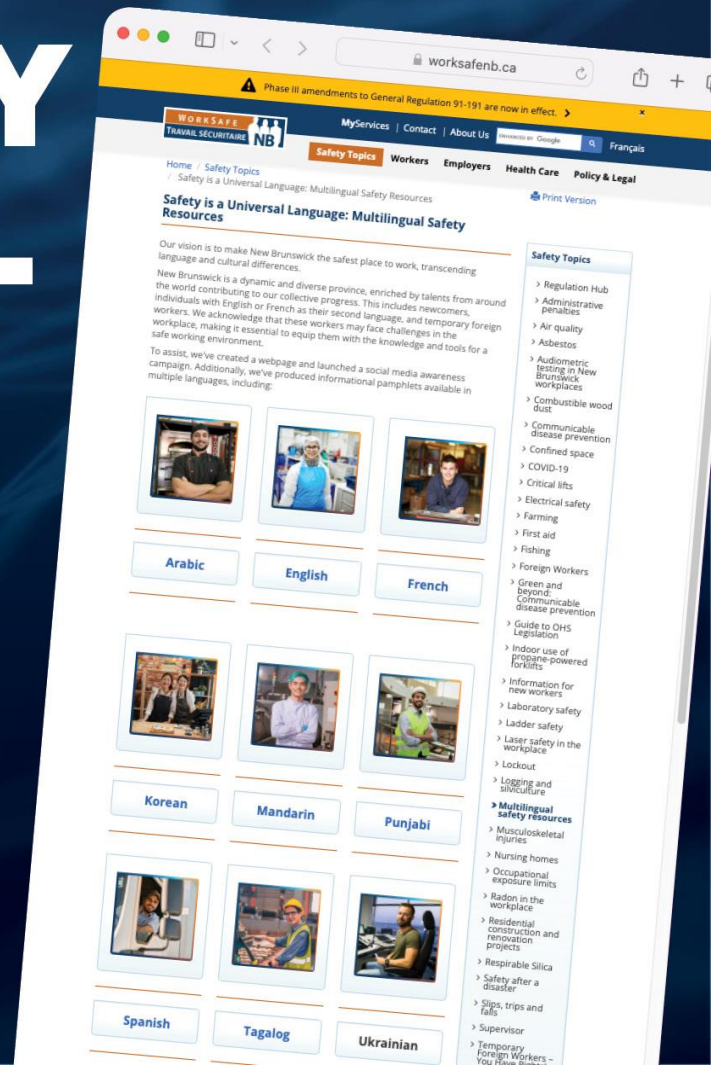 Y
worksafenb.ca
Phase III amendments to General Regulation 91-191 are now in effect. >
WORKSAFE
TRAVAIL SÉCURITAIRE NB
MyServices | Contact | About Us
ENHANCED BY Google
Français
Safety Topics Workers Employers Health Care Policy & Legal
Home / Safety Topics
/ Safety is a Universal Language: Multilingual Safety Resources
Print Version
Safety is a Universal Language: Multilingual Safety
Resources
Our vision is to make New Brunswick the safest place to work, transcending
language and cultural differences.
New Brunswick is a dynamic and diverse province, enriched by talents from around
the world contributing to our collective progress. This includes newcomers,
individuals with English or French as their second language, and temporary foreign
workers. We acknowledge that these workers may face challenges in the
workplace, making it essential to equip them with the knowledge and tools for a
safe working environment.
To assist, we've created a webpage and launched a social media awareness
campaign. Additionally, we've produced informational pamphlets available in
multiple languages, including:
Arabic
English
French
Korean
Mandarin
Punjabi
Spanish
Tagalog
Ukrainian
Safety Topics
> Regulation Hub
> Administrative
penalties
> Air quality
> Asbestos
> Audiometric
testing in New
Brunswick
workplaces
> Combustible wood
dust
> Communicable
disease prevention
> Confined space
> COVID-19
> Critical lifts
> Electrical safety
> Farming
> First aid
> Fishing
> Foreign Workers
> Green and
beyond:
Communicable
disease prevention
> Guide to OHS
Legislation
> Indoor use of
propane-powered
forklifts
> Information for
new workers
> Laboratory safety
> Ladder safety
> Laser safety in the
workplace
> Lockout
> Logging and
silviculture
> Multilingual
safety resources
> Musculoskeletal
injuries
> Nursing homes
> Occupational
exposure limits
> Radon in the
workplace
> Residential
construction and
renovation
projects
> Respirable Silica
> Safety after a
disaster
> Slips, trips and
falls
> Supervisor
> Temporary
Foreign Workers –
You Have Rights!